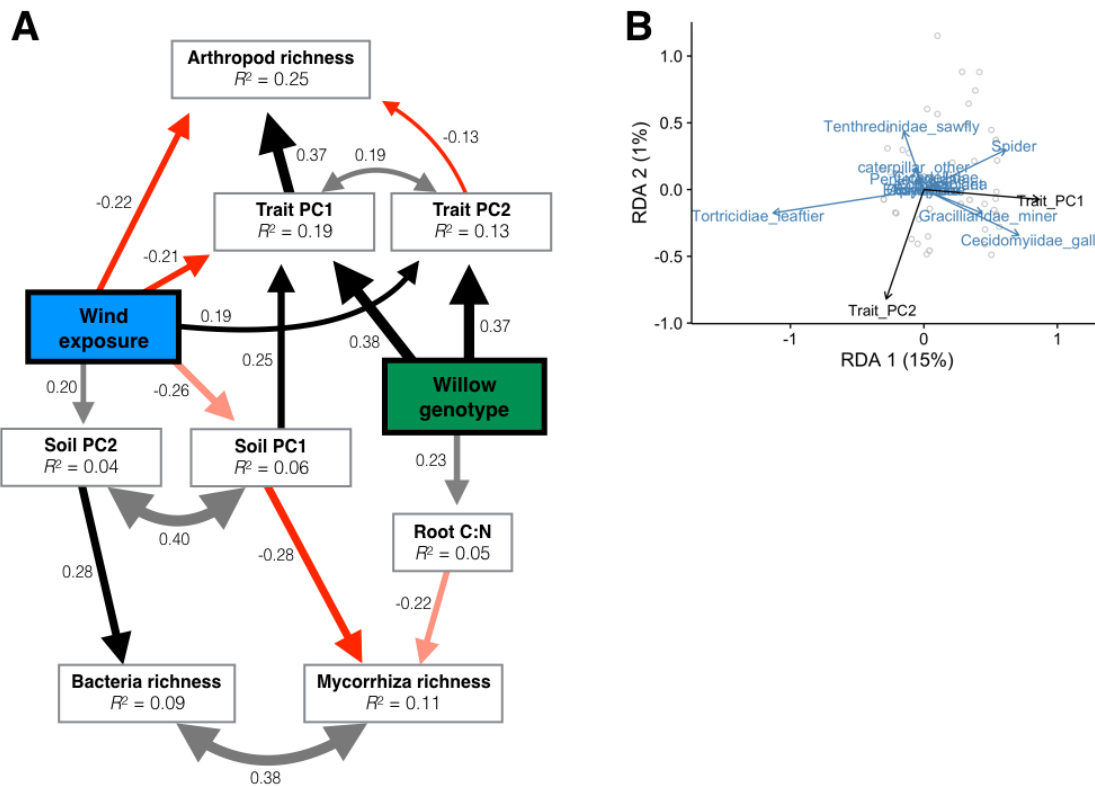 A
Arthropod richness
R² = 0.25
-0.13
0.37
0.19
-0.22
Trait PC1
R² = 0.19
Trait PC2
R² = 0.13
-0.21
Wind
exposure
0.19
0.38
0.37
0.25
0.20
-0.26
Willow
genotype
Soil PC2
R² = 0.04
Soil PC1
R² = 0.06
0.23
0.40
Root C:N
R² = 0.05
0.28
-0.28
-0.22
Bacteria richness
R² = 0.09
Mycorrhiza richness
R² = 0.11
0.38
B
RDA 2 (1%)
1.0
0.5
0.0
-0.5
-1.0
Tenthredinidae_sawfly
Spider
caterpillar_other
Trait_PC1
Tortricidiae_leaftier
Gracilliaridae_miner
Cecidomyiidae_gall
Trait_PC2
-1
0
1
RDA 1 (15%)